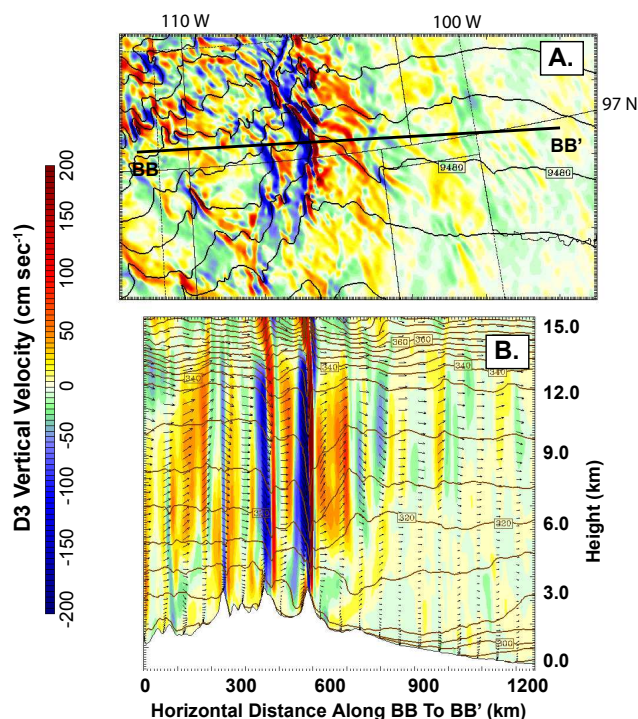 110 W 100 W
A.
97 N
BB BB'
9480 9480
D3 Vertical Velocity (cm sec⁻¹)
200
150
100
50
0
-50
-100
-150
-200
B.
15.0
12.0
9.0
6.0
3.0
0.0
Height (km)
360 360
340 340 340
320 320
300
0 300 600 900 1200
Horizontal Distance Along BB To BB' (km)